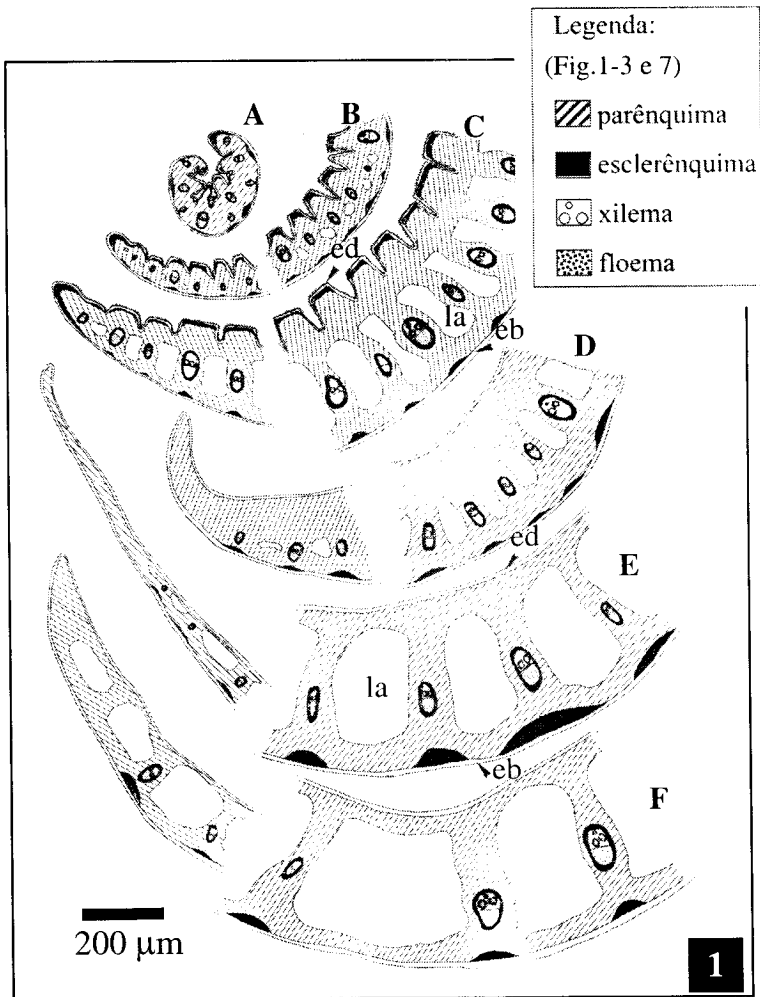 Legenda:
(Fig.1-3 e 7)
parênquima
esclerênquima
xilema
floema
A
B
C
ed
la
eb
D
ed
E
la
eb
F
200 µm
1